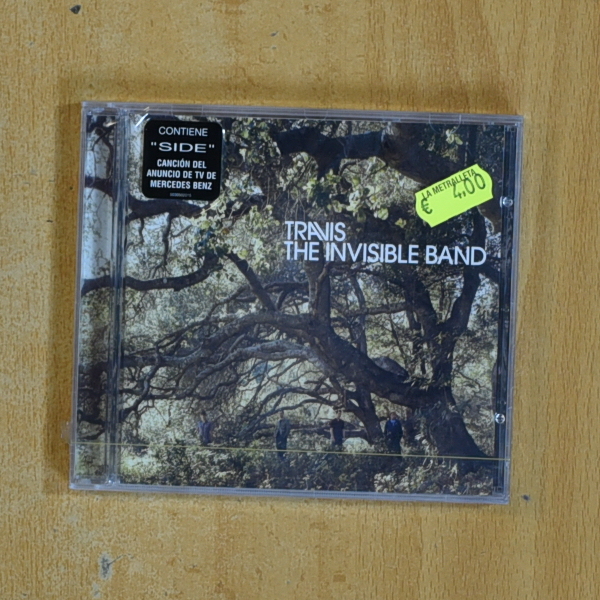 CONTIENE
"SIDE"
CANCIÓN DEL
ANUNCIO DE TV DE
MERCEDES BENZ
LA METRALLETA
€ 4,00
TRAVIS
THE INVISIBLE BAND